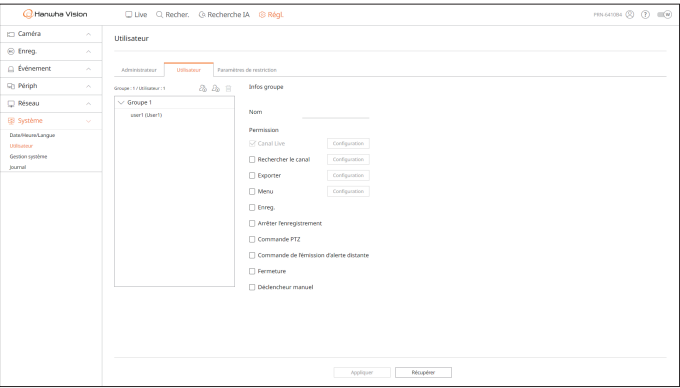 Hanwha Vision
Live Recher. Recherche IA Régl.
PRN-6410B4
Caméra
Enreg.
Événement
Périph
Réseau
Système
Date/Heure/Langue
Utilisateur
Gestion système
Journal
Utilisateur
Administrateur Utilisateur Paramètres de restriction
Groupe : 1 / Utilisateur : 1
Groupe 1
user1 (User1)
Infos groupe
Nom
Permission
Canal Live Configuration
Rechercher le canal Configuration
Exporter Configuration
Menu Configuration
Enreg.
Arrêter l'enregistrement
Commande PTZ
Commande de l'émission d'alerte distante
Fermeture
Déclencheur manuel
Appliquer Récupérer